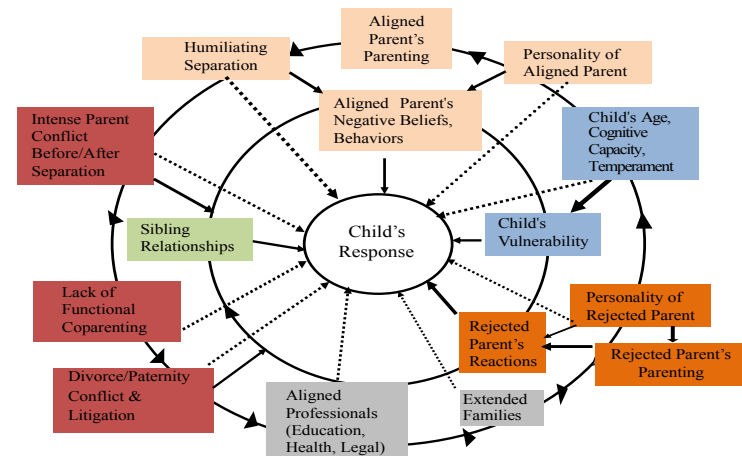 Aligned
Parent's
Parenting
Humiliating
Separation
Personality of
Aligned Parent
Intense Parent
Conflict
Before/After
Separation
Aligned Parent's
Negative Beliefs,
Behaviors
Child's Age,
Cognitive
Capacity,
Temperament
Sibling
Relationships
Child's
Response
Child's
Vulnerability
Lack of
Functional
Coparenting
Personality of
Rejected Parent
Rejected
Parent's
Reactions
Rejected Parent's
Parenting
Divorce/Paternity
Conflict &
Litigation
Aligned
Professionals
(Education,
Health, Legal)
Extended
Families